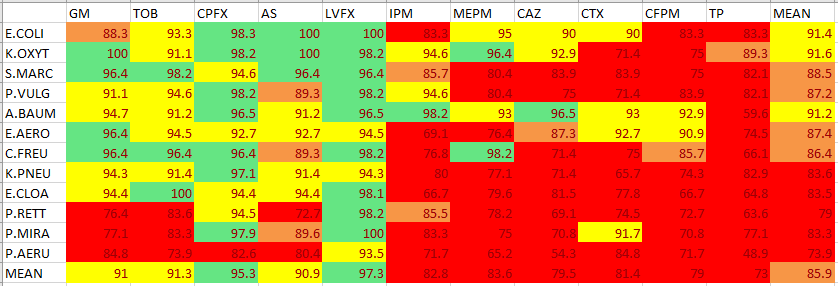 GM TOB CPFX AS LVFX IPM MEPM CAZ CTX CFPM TP MEAN
E.COLI 88.3 93.3 98.3 100 100 83.3 95 90 90 83.3 83.3 91.4
K.OXYT 100 91.1 98.2 100 98.2 94.6 96.4 92.9 71.4 75 89.3 91.6
S.MARC 96.4 98.2 94.6 96.4 96.4 85.7 80.4 83.9 83.9 75 82.1 88.5
P.VULG 91.1 94.6 98.2 89.3 98.2 94.6 80.4 75 71.4 83.9 82.1 87.2
A.BAUM 94.7 91.2 96.5 91.2 96.5 98.2 93 96.5 93 92.9 59.6 91.2
E.AERO 96.4 94.5 92.7 92.7 94.5 69.1 76.4 87.3 92.7 90.9 74.5 87.4
C.FREU 96.4 96.4 96.4 89.3 98.2 76.8 98.2 71.4 75 85.7 66.1 86.4
K.PNEU 94.3 91.4 97.1 91.4 94.3 80 77.1 71.4 65.7 74.3 82.9 83.6
E.CLOA 94.4 100 94.4 94.4 98.1 66.7 79.6 81.5 77.8 66.7 64.8 83.5
P.RETT 76.4 83.6 94.5 72.7 98.2 85.5 78.2 69.1 74.5 72.7 63.6 79
P.MIRA 77.1 83.3 97.9 89.6 100 83.3 75 70.8 91.7 70.8 77.1 83.3
P.AERU 84.8 73.9 82.6 80.4 93.5 71.7 65.2 54.3 84.8 71.7 48.9 73.9
MEAN 91 91.3 95.3 90.9 97.3 82.8 83.6 79.5 81.4 79 73 85.9